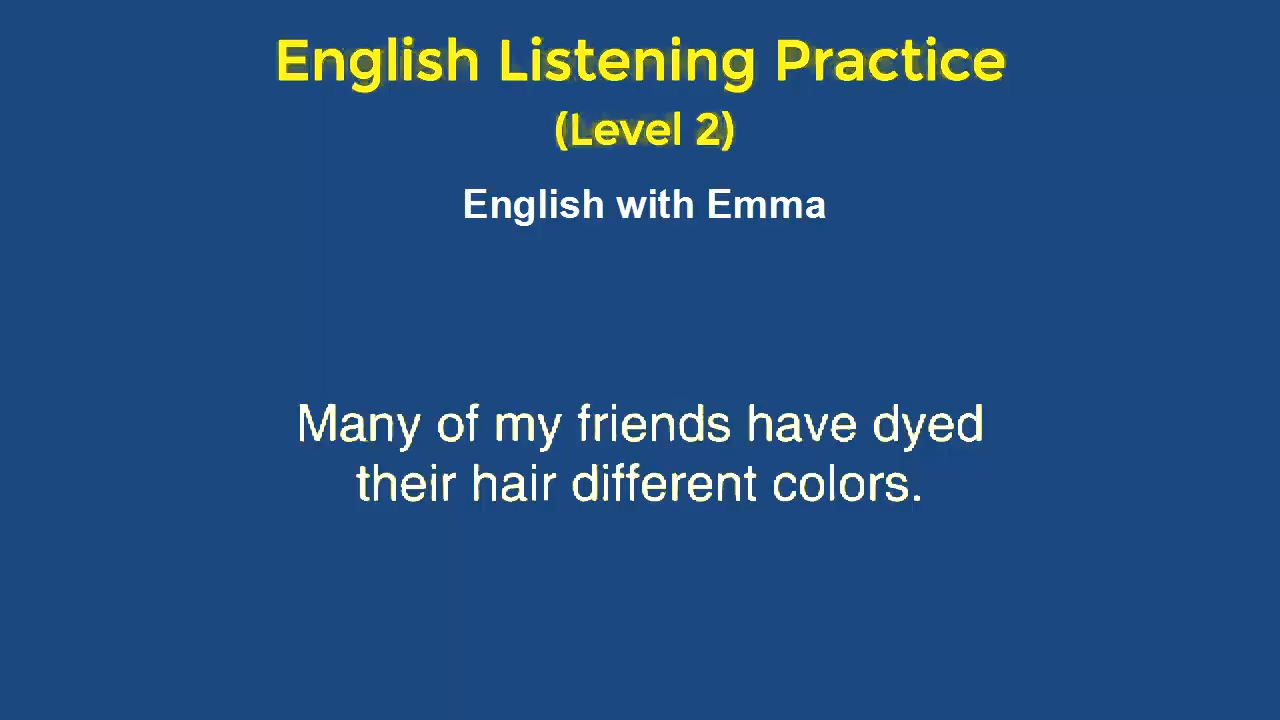 English Listening Practice
(Level 2)
English with Emma
Many of my friends have dyed
their hair different colors.